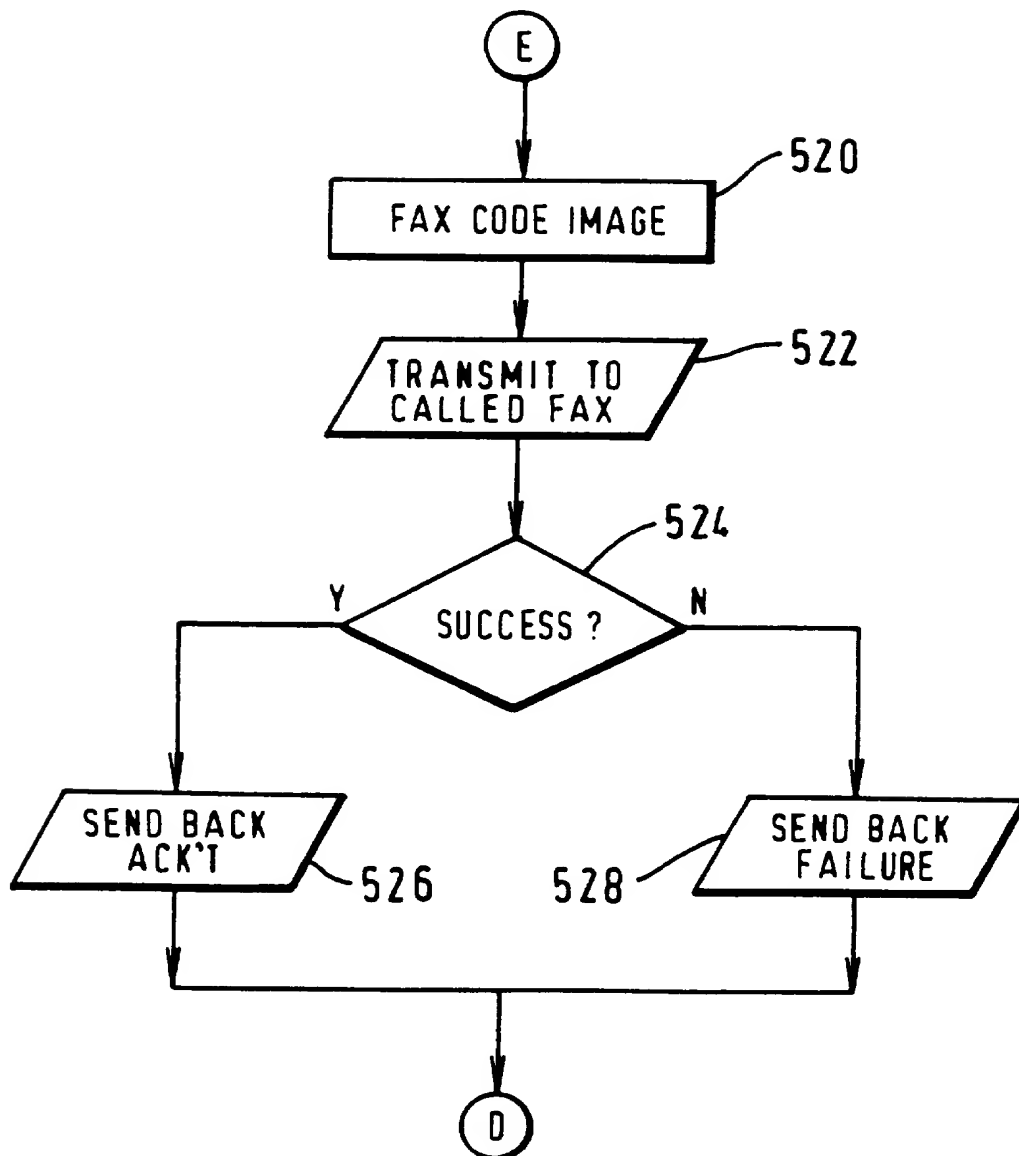 E
520
FAX CODE IMAGE
522
TRANSMIT TO
CALLED FAX
524
Y
N
SUCCESS ?
SEND BACK
ACK'T
526
528
SEND BACK
FAILURE
D